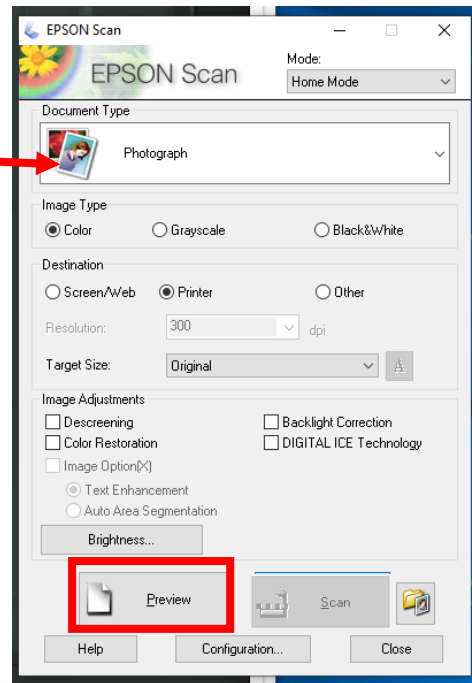 EPSON Scan
EPSON Scan
Mode:
Home Mode
Document Type
Photograph
Image Type
Color Grayscale Black&White
Destination
Screen/Web Printer Other
Resolution: 300 dpi
Target Size: Original A
Image Adjustments
Descreening Backlight Correction
Color Restoration DIGITAL ICE Technology
Image Option(X)
Text Enhancement
Auto Area Segmentation
Brightness...
Preview Scan
Help Configuration... Close